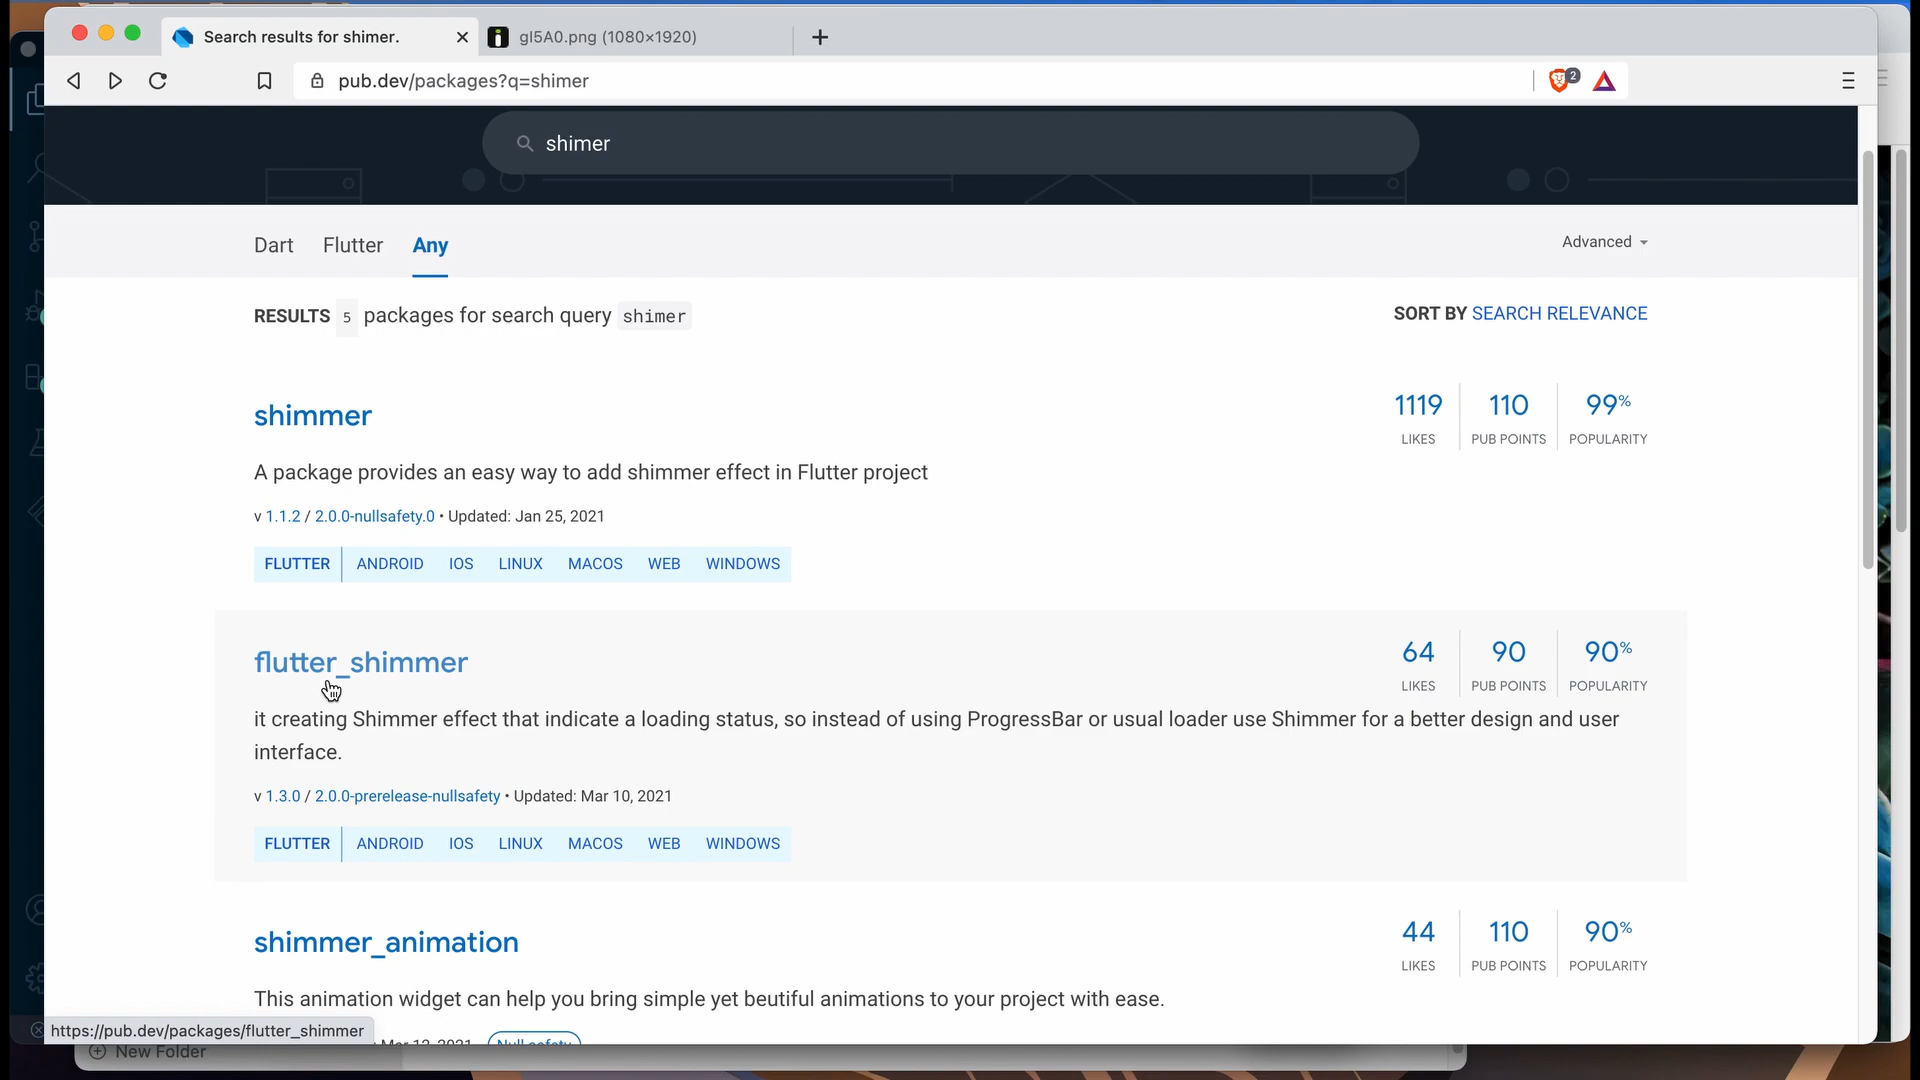 Search results for shimer.
gI5A0.png (1080×1920)
pub.dev/packages?q=shimer
2
shimer
Dart Flutter Any
Advanced
RESULTS 5 packages for search query shimer
SORT BY SEARCH RELEVANCE
shimmer
1119 LIKES
110 PUB POINTS
99% POPULARITY
A package provides an easy way to add shimmer effect in Flutter project
v 1.1.2 / 2.0.0-nullsafety.0 • Updated: Jan 25, 2021
FLUTTER ANDROID IOS LINUX MACOS WEB WINDOWS
flutter_shimmer
64 LIKES
90 PUB POINTS
90% POPULARITY
it creating Shimmer effect that indicate a loading status, so instead of using ProgressBar or usual loader use Shimmer for a better design and user
interface.
v 1.3.0 / 2.0.0-prerelease-nullsafety • Updated: Mar 10, 2021
FLUTTER ANDROID IOS LINUX MACOS WEB WINDOWS
shimmer_animation
44 LIKES
110 PUB POINTS
90% POPULARITY
This animation widget can help you bring simple yet beutiful animations to your project with ease.
https://pub.dev/packages/flutter_shimmer
Mar 12, 2021 Null safety
New Folder